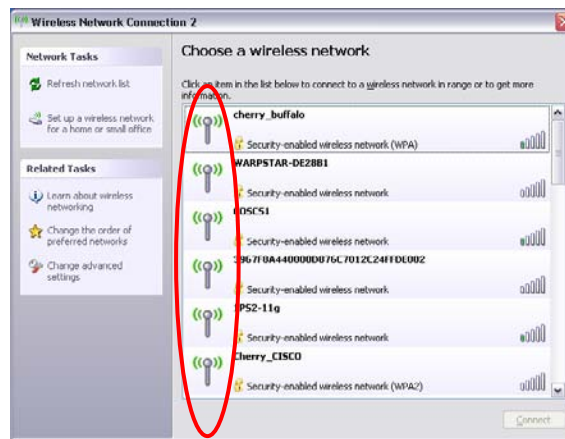 Wireless Network Connection 2
Network Tasks
Refresh network list
Set up a wireless network
for a home or small office
Related Tasks
Learn about wireless
networking
Change the order of
preferred networks
Change advanced
settings
Choose a wireless network
Click an item in the list below to connect to a wireless network in range or to get more
information.
cherry_buffalo
Security-enabled wireless network (WPA)
WARPSTAR-DE28B1
Security-enabled wireless network
Security-enabled wireless network
Security-enabled wireless network
Security-enabled wireless network
Cherry_CISCO
Security-enabled wireless network (WPA2)
Connect